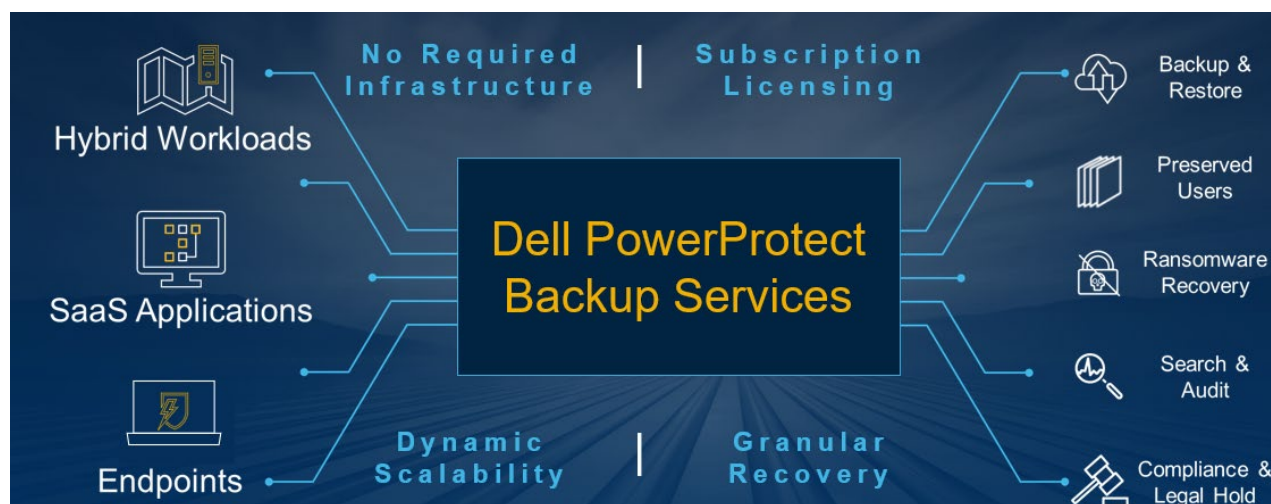 No Required
Infrastructure
Subscription
Licensing
Hybrid Workloads
SaaS Applications
Endpoints
Dell PowerProtect
Backup Services
Backup &
Restore
Preserved
Users
Ransomware
Recovery
Search &
Audit
Compliance &
Legal Hold
Dynamic
Scalability
Granular
Recovery